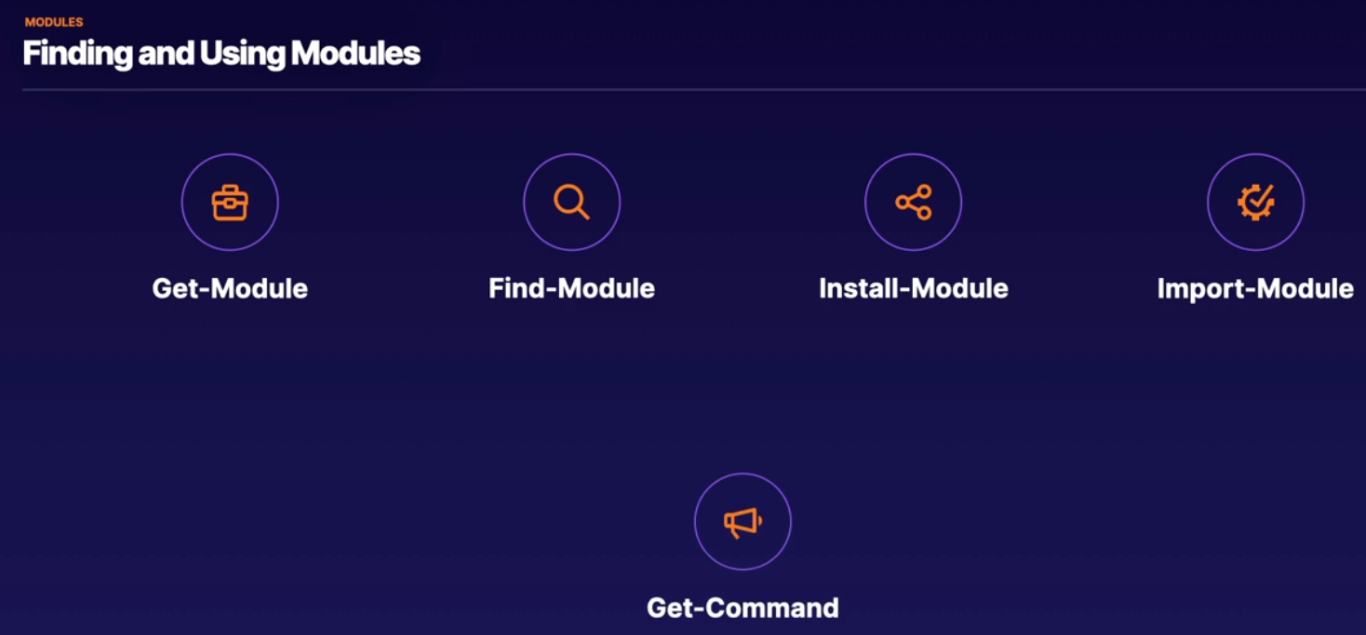 MODULES
Finding and Using Modules
Get-Module
Find-Module
Install-Module
Import-Module
Get-Command